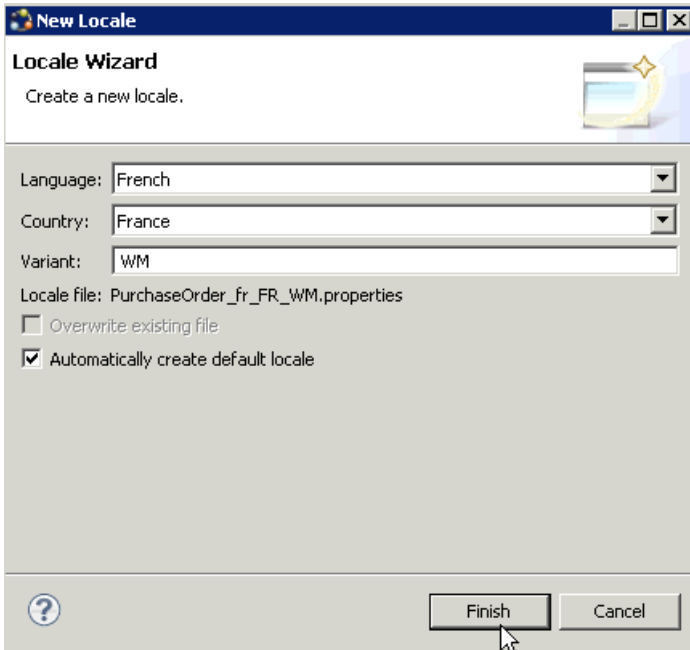 New Locale
Locale Wizard
Create a new locale.
Language: French
Country: France
Variant: WM
Locale file: PurchaseOrder_fr_FR_WM.properties
Overwrite existing file
Automatically create default locale
? Finish Cancel